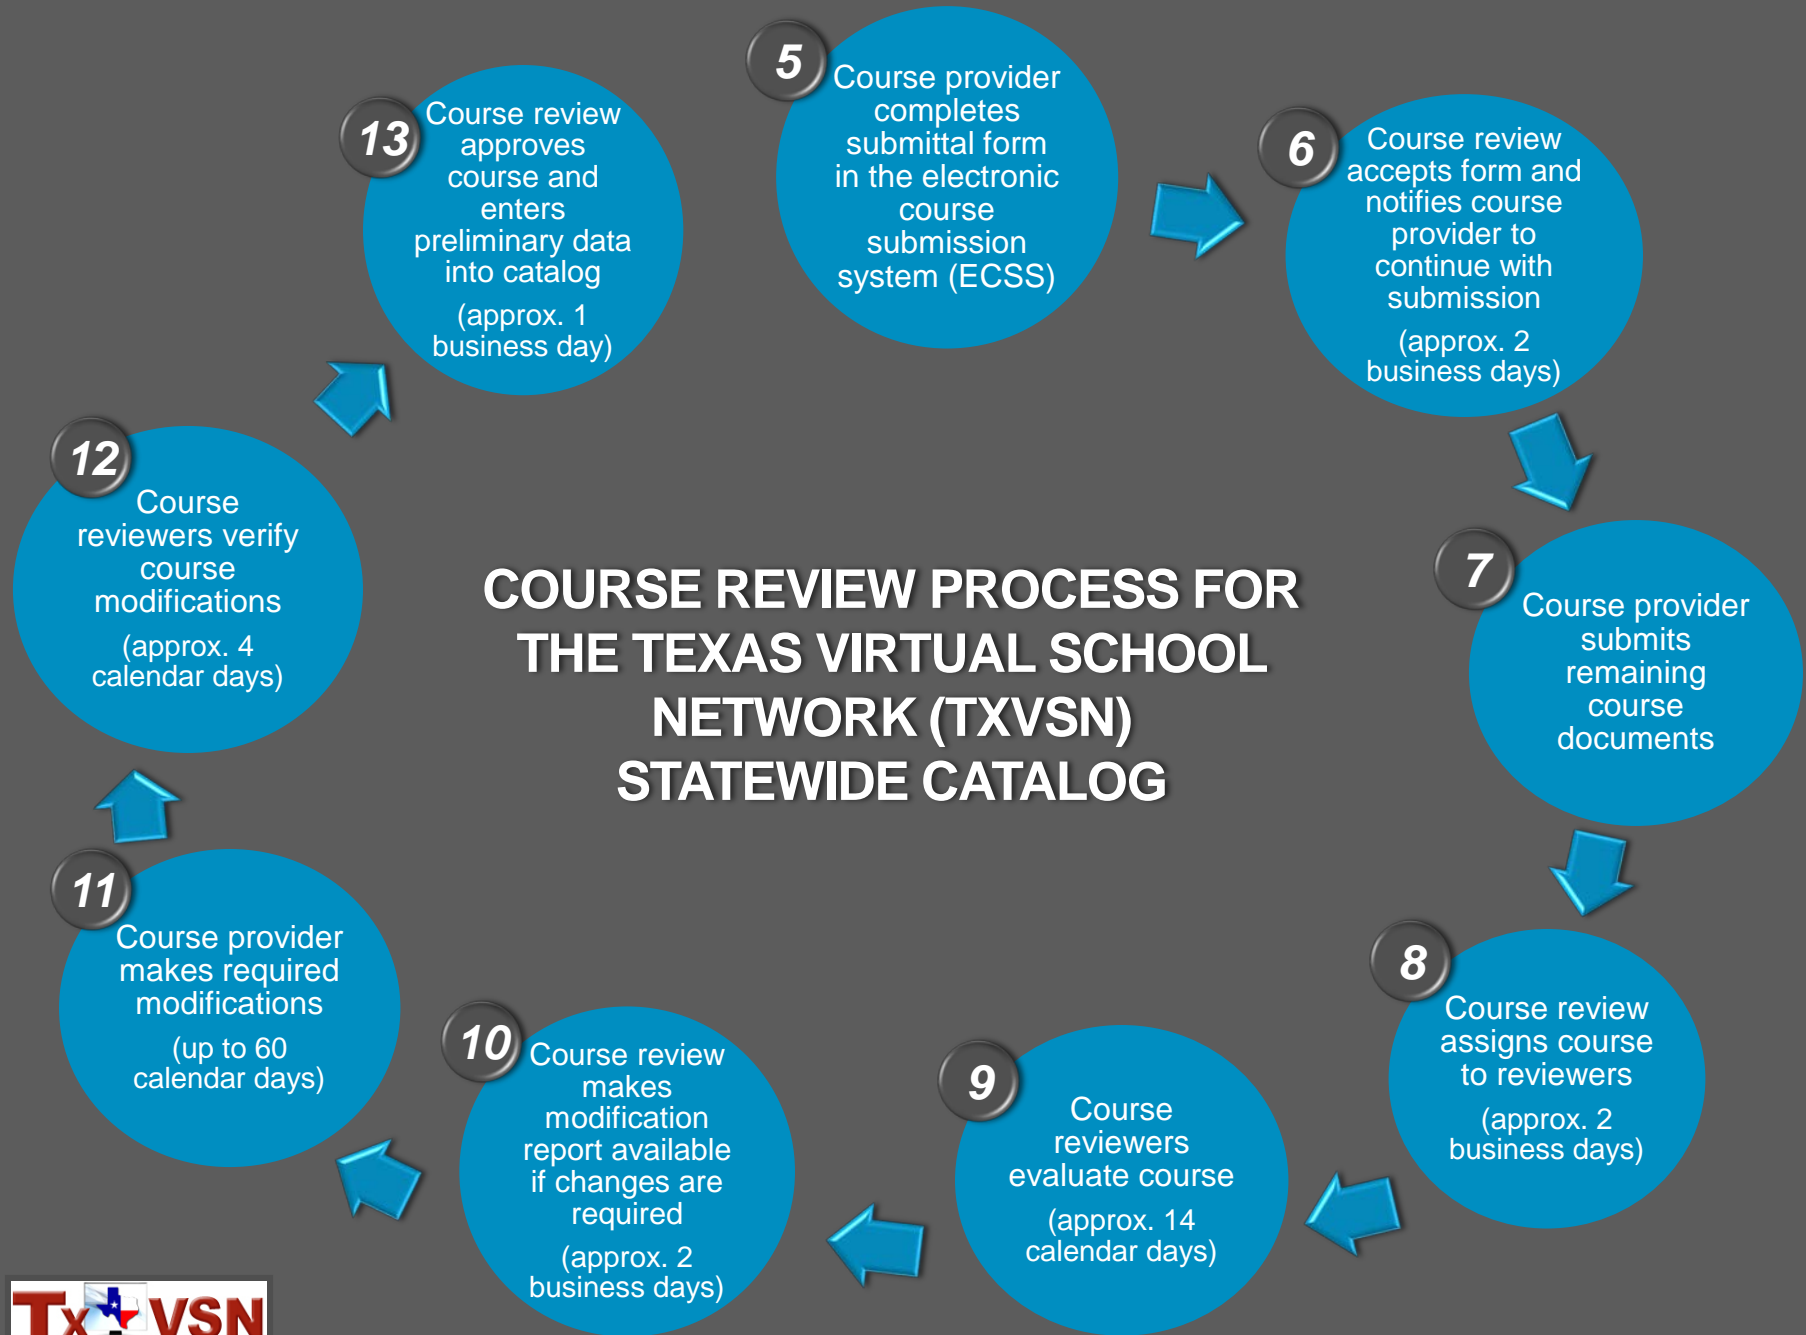 5
Course provider
completes
submittal form
in the electronic
course
submission
system (ECSS)
6
Course review
accepts form and
notifies course
provider to
continue with
submission
(approx. 2
business days)
7
Course provider
submits
remaining
course
documents
8
Course review
assigns course
to reviewers
(approx. 2
business days)
9
Course
reviewers
evaluate course
(approx. 14
calendar days)
10
Course review
makes
modification
report available
if changes are
required
(approx. 2
business days)
11
Course provider
makes required
modifications
(up to 60
calendar days)
12
Course
reviewers verify
course
modifications
(approx. 4
calendar days)
13
Course review
approves
course and
enters
preliminary data
into catalog
(approx. 1
business day)
COURSE REVIEW PROCESS FOR
THE TEXAS VIRTUAL SCHOOL
NETWORK (TXVSN)
STATEWIDE CATALOG
TxVSN